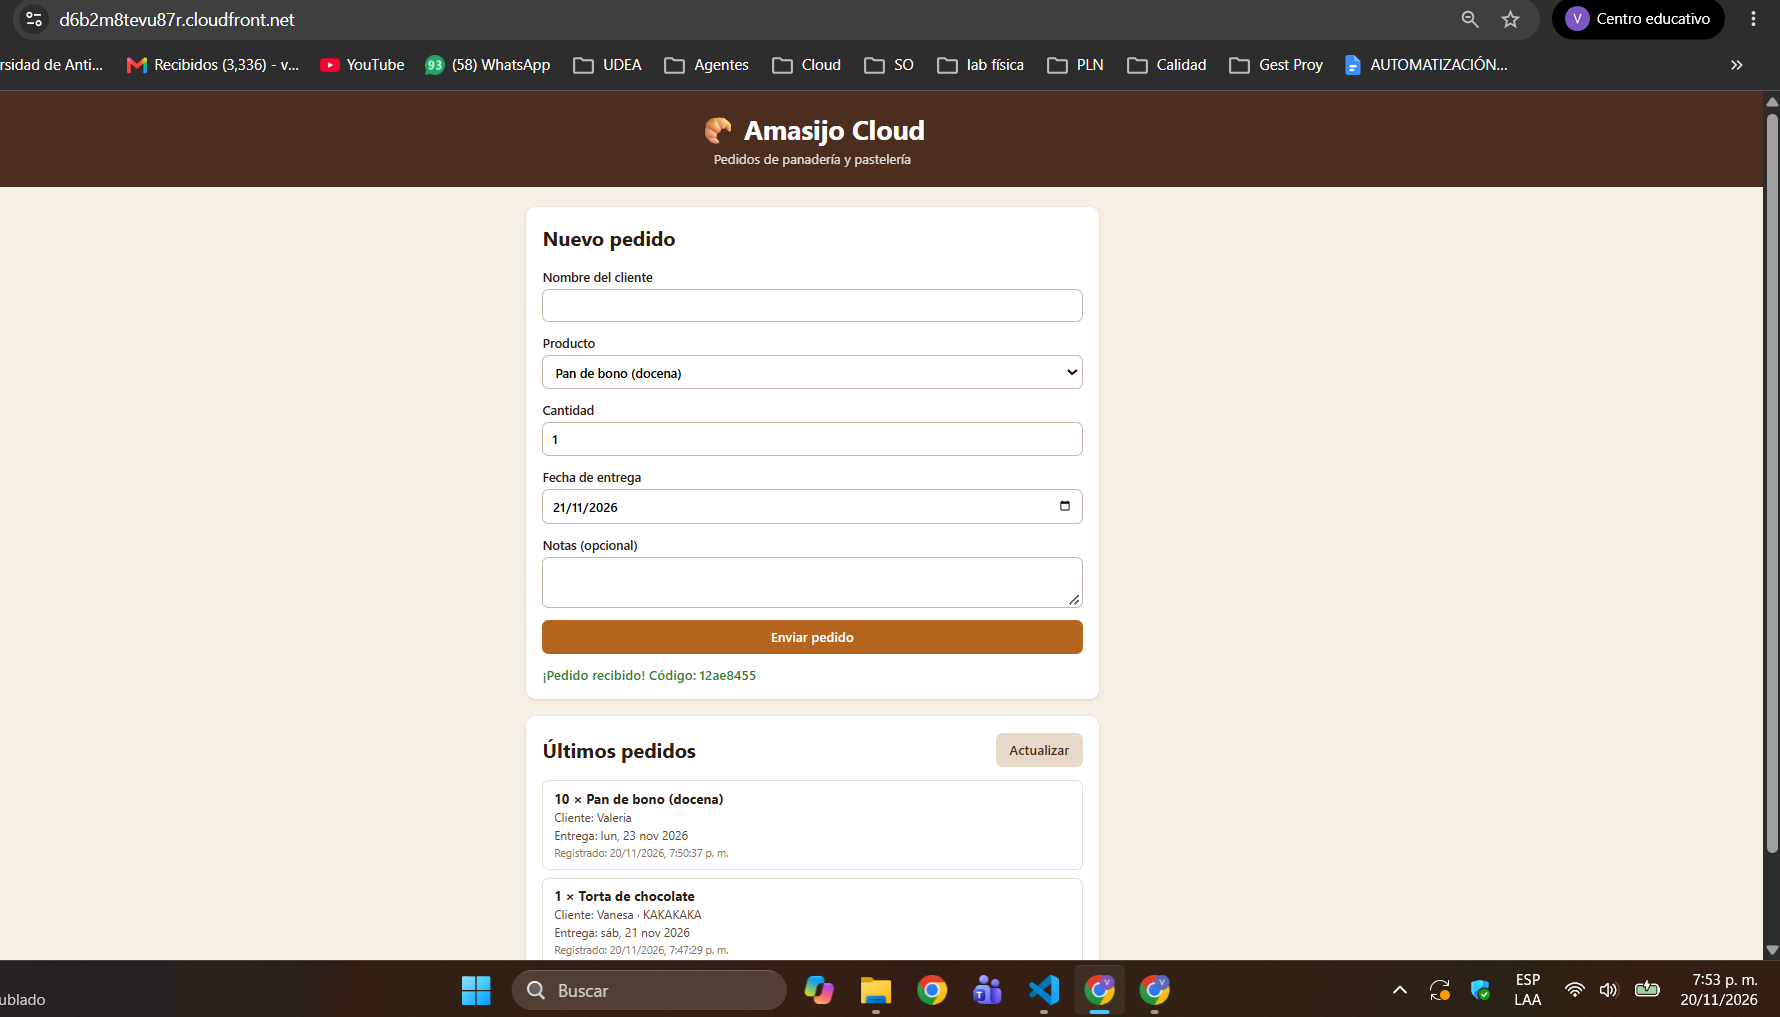 d6b2m8tevu87r.cloudfront.net
V Centro educativo
rsidad de Anti... Recibidos (3,336) - v... YouTube 93 (58) WhatsApp UDEA Agentes Cloud SO lab física PLN Calidad Gest Proy AUTOMATIZACIÓN... »
Amasijo Cloud
Pedidos de panadería y pastelería
Nuevo pedido
Nombre del cliente
Producto
Pan de bono (docena)
Cantidad
1
Fecha de entrega
21/11/2026
Notas (opcional)
Enviar pedido
¡Pedido recibido! Código: 12ae8455
Últimos pedidos
Actualizar
10 × Pan de bono (docena)
Cliente: Valeria
Entrega: lun, 23 nov 2026
Registrado: 20/11/2026, 7:50:37 p. m.
1 × Torta de chocolate
Cliente: Vanesa · KAKAKAKA
Entrega: sáb, 21 nov 2026
Registrado: 20/11/2026, 7:47:29 p. m.
ublado
Buscar
ESP
LAA
7:53 p. m.
20/11/2026